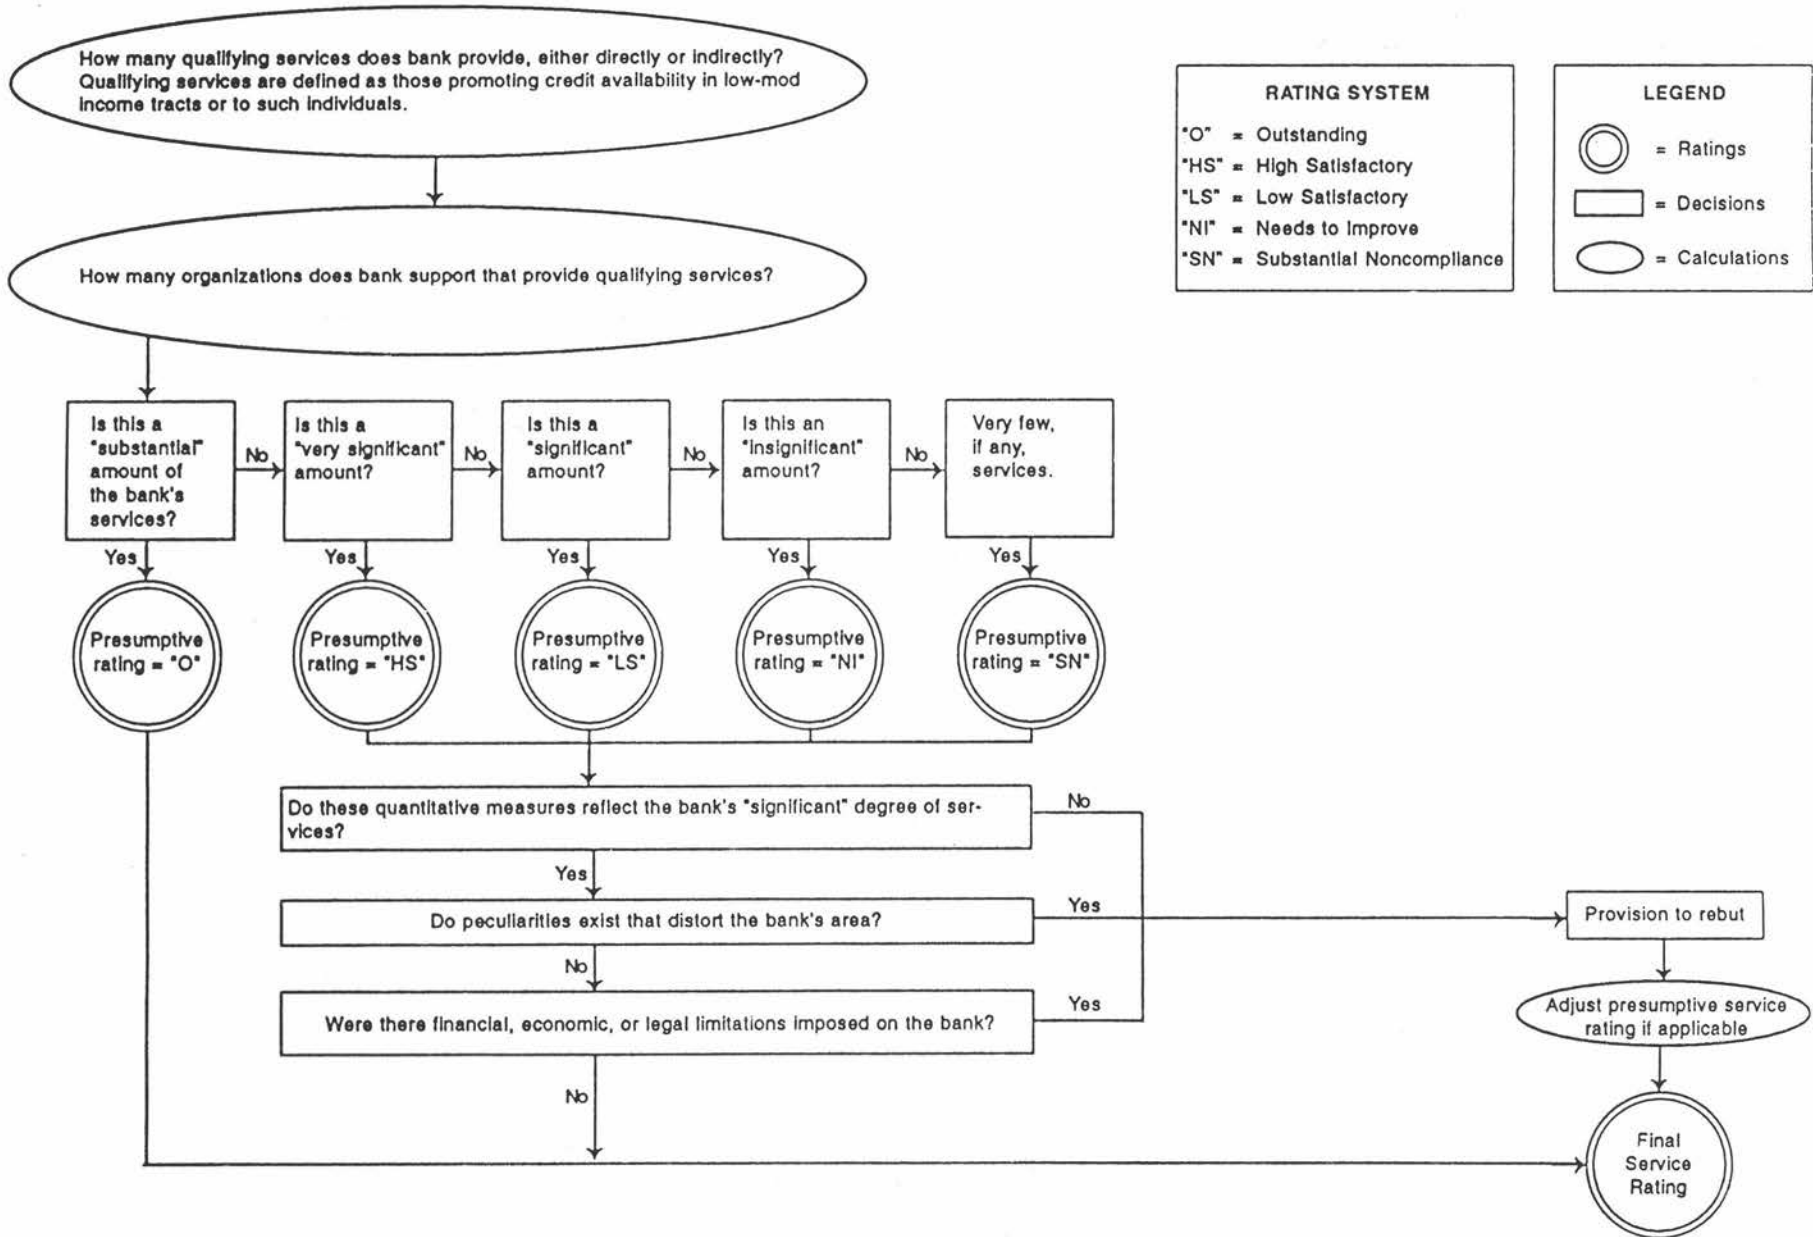 How many qualifying services does bank provide, either directly or indirectly?
Qualifying services are defined as those promoting credit availability in low-mod
income tracts or to such individuals.
RATING SYSTEM
"O" = Outstanding
"HS" = High Satisfactory
"LS" = Low Satisfactory
"NI" = Needs to Improve
"SN" = Substantial Noncompliance
LEGEND
= Ratings
= Decisions
= Calculations
How many organizations does bank support that provide qualifying services?
Is this a
"substantial"
amount of
the bank's
services?
No
Is this a
"very significant"
amount?
No
Is this a
"significant"
amount?
No
Is this an
"insignificant"
amount?
No
Very few,
if any,
services.
Yes
Yes
Yes
Yes
Yes
Presumptive
rating = "O"
Presumptive
rating = "HS"
Presumptive
rating = "LS"
Presumptive
rating = "NI"
Presumptive
rating = "SN"
Do these quantitative measures reflect the bank's "significant" degree of ser-
vices?
No
Yes
Do peculiarities exist that distort the bank's area?
Yes
Provision to rebut
No
Were there financial, economic, or legal limitations imposed on the bank?
Yes
Adjust presumptive service
rating if applicable
No
Final
Service
Rating